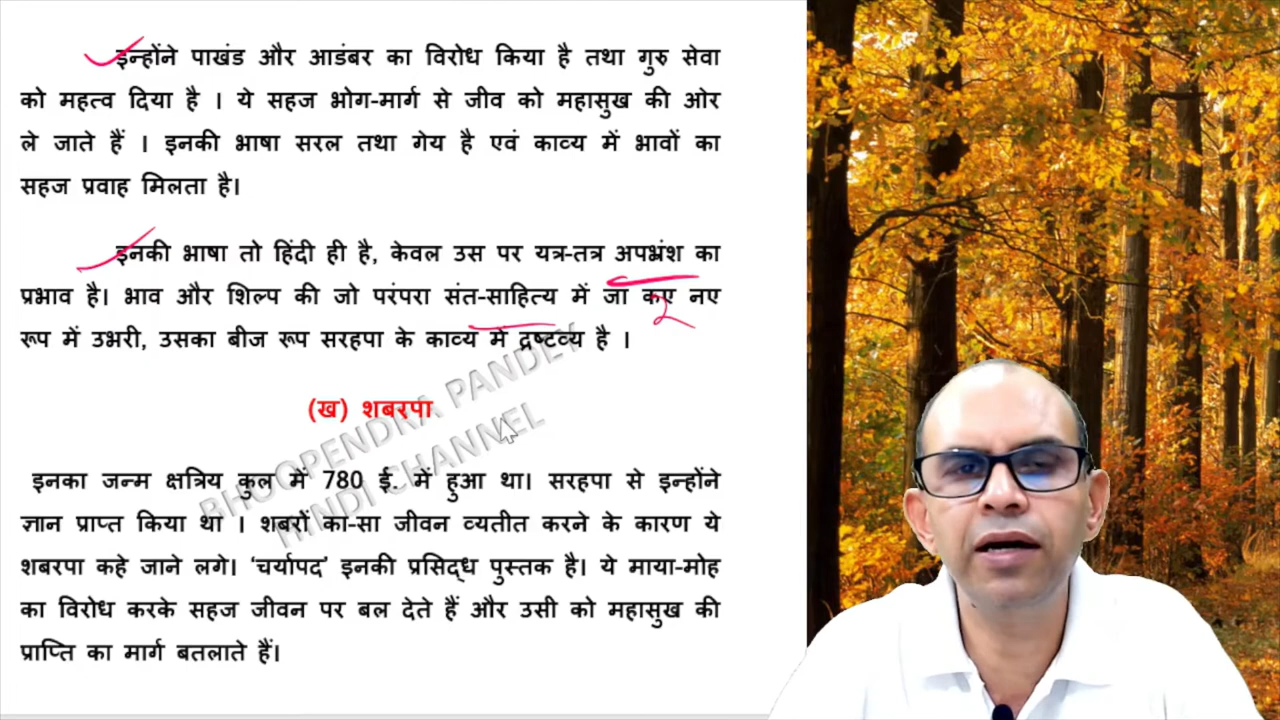 इन्होंने पाखंड और आडंबर का विरोध किया है तथा गुरु सेवा
को महत्व दिया है । ये सहज भोग-मार्ग से जीव को महासुख की ओर
ले जाते हैं । इनकी भाषा सरल तथा गेय है एवं काव्य में भावों का
सहज प्रवाह मिलता है।
इनकी भाषा तो हिंदी ही है, केवल उस पर यत्र-तत्र अपभ्रंश का
प्रभाव है। भाव और शिल्प की जो परंपरा संत-साहित्य में जा कए नए
रूप में उभरी, उसका बीज रूप सरहपा के काव्य में द्रष्टव्य है ।
(ख) शबरपा
इनका जन्म क्षत्रिय कुल में 780 ई. में हुआ था। सरहपा से इन्होंने
ज्ञान प्राप्त किया था । शबरों का-सा जीवन व्यतीत करने के कारण ये
शबरपा कहे जाने लगे। 'चर्यापद' इनकी प्रसिद्ध पुस्तक है। ये माया-मोह
का विरोध करके सहज जीवन पर बल देते हैं और उसी को महासुख की
प्राप्ति का मार्ग बतलाते हैं।
BHOOPENDRA PANDEY
HINDI CHANNEL